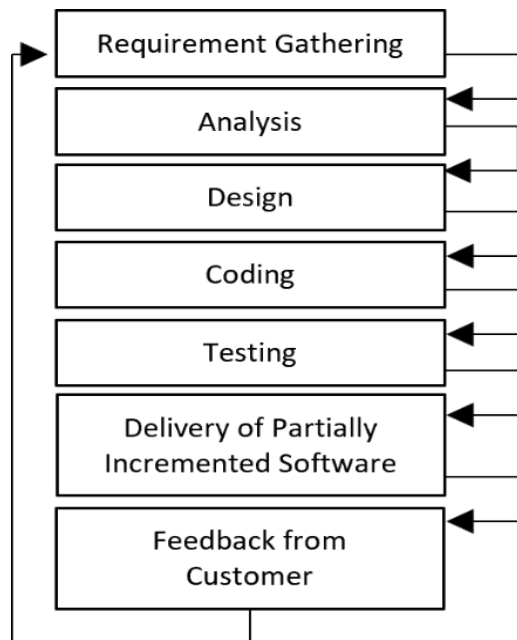 Requirement Gathering
Analysis
Design
Coding
Testing
Delivery of Partially
Incremented Software
Feedback from
Customer